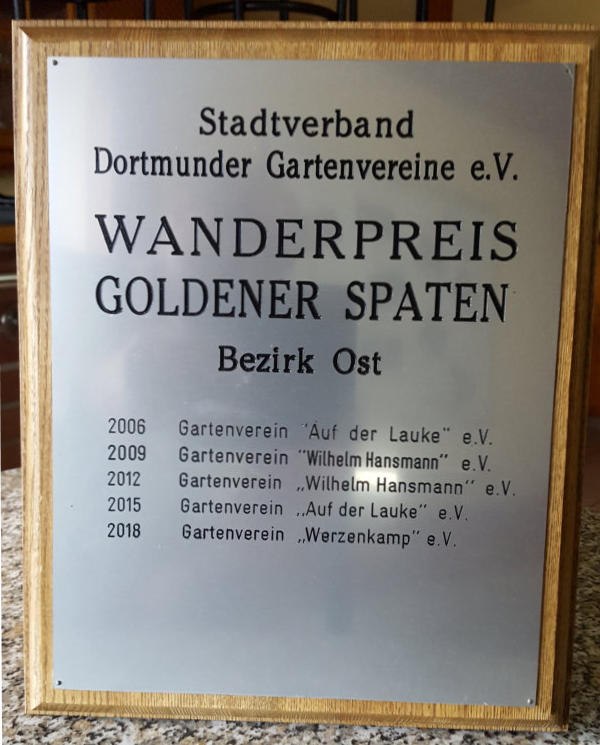 Stadtverband
Dortmunder Gartenvereine e.V.
WANDERPREIS
GOLDENER SPATEN
Bezirk Ost
2006 Gartenverein "Auf der Lauke" e.V.
2009 Gartenverein "Wilhelm Hansmann" e.V.
2012 Gartenverein „Wilhelm Hansmann" e.V.
2015 Gartenverein „Auf der Lauke" e.V.
2018 Gartenverein „Werzenkamp" e.V.